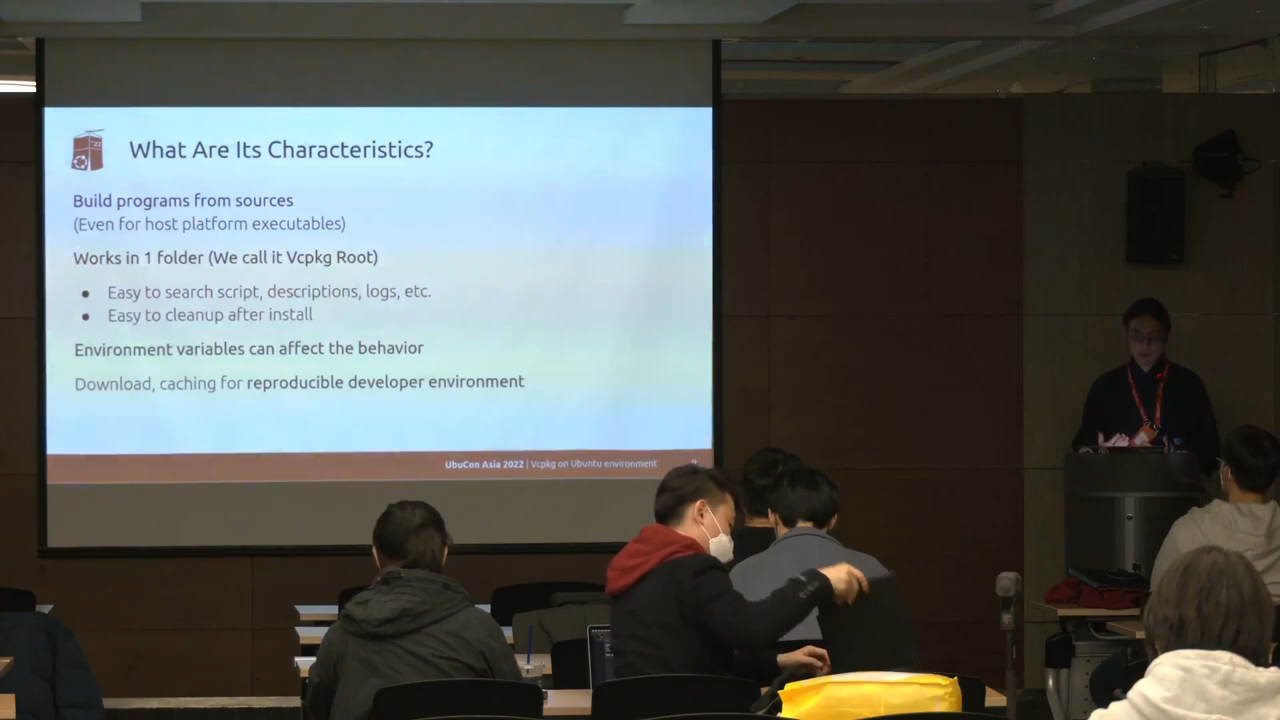 What Are Its Characteristics?
Build programs from sources
(Even for host platform executables)
Works in 1 folder (We call it Vcpkg Root)
Easy to search script, descriptions, logs, etc.
Easy to cleanup after install
Environment variables can affect the behavior
Download, caching for reproducible developer environment
UbuCon Asia 2022 | Vcpkg on Ubuntu environment